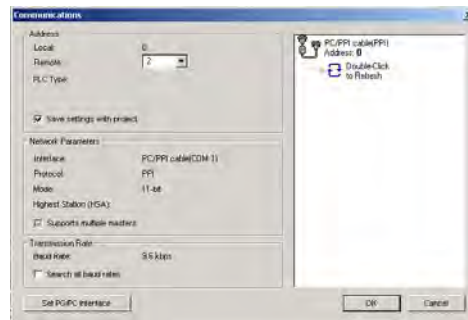 Communications
Address
Local: 0
Remote: 2
PLC Type:
Save settings with project
Network Parameters
Interface: PC/PPI cable(COM 1)
Protocol: PPI
Mode: 11-bit
Highest Station (HSA):
Supports multiple masters
Transmission Rate
Baud Rate: 9.6 kbps
Search all baud rates
Set PG/PC Interface
PC/PPI cable(PPI)
Address: 0
Double-Click
to Refresh
OK
Cancel